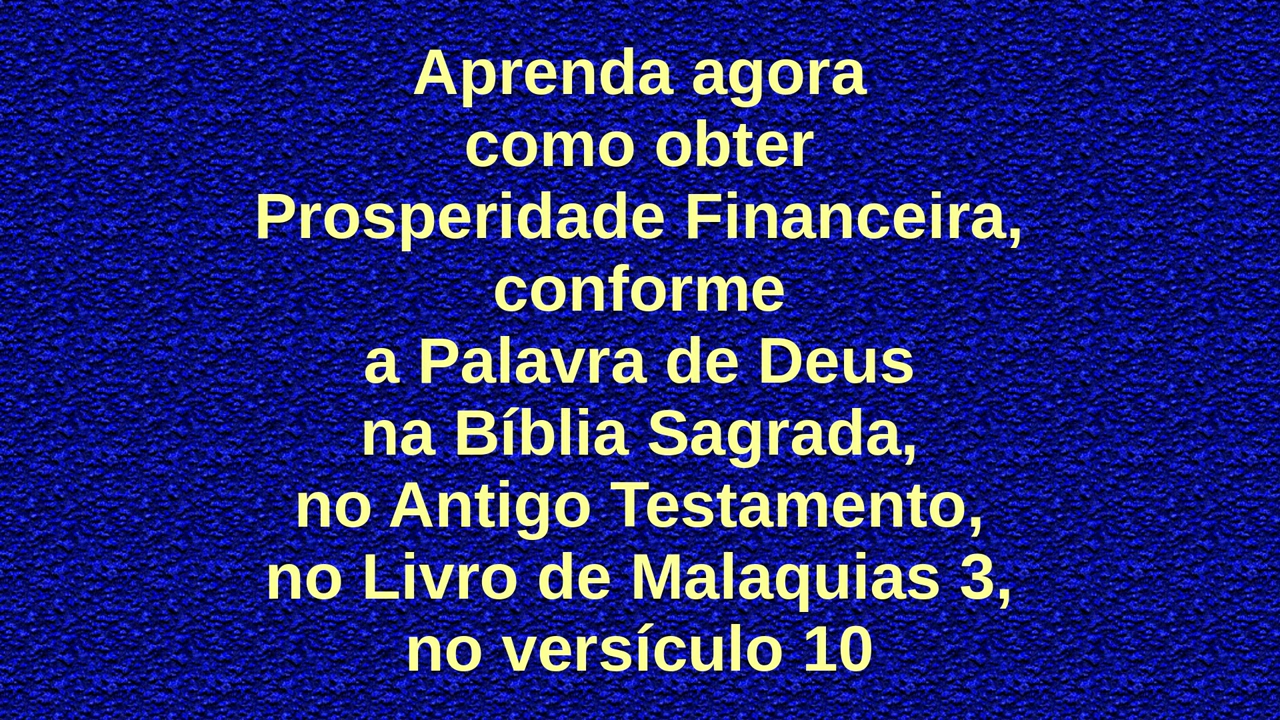 Aprenda agora
como obter
Prosperidade Financeira,
conforme
a Palavra de Deus
na Bíblia Sagrada,
no Antigo Testamento,
no Livro de Malaquias 3,
no versículo 10